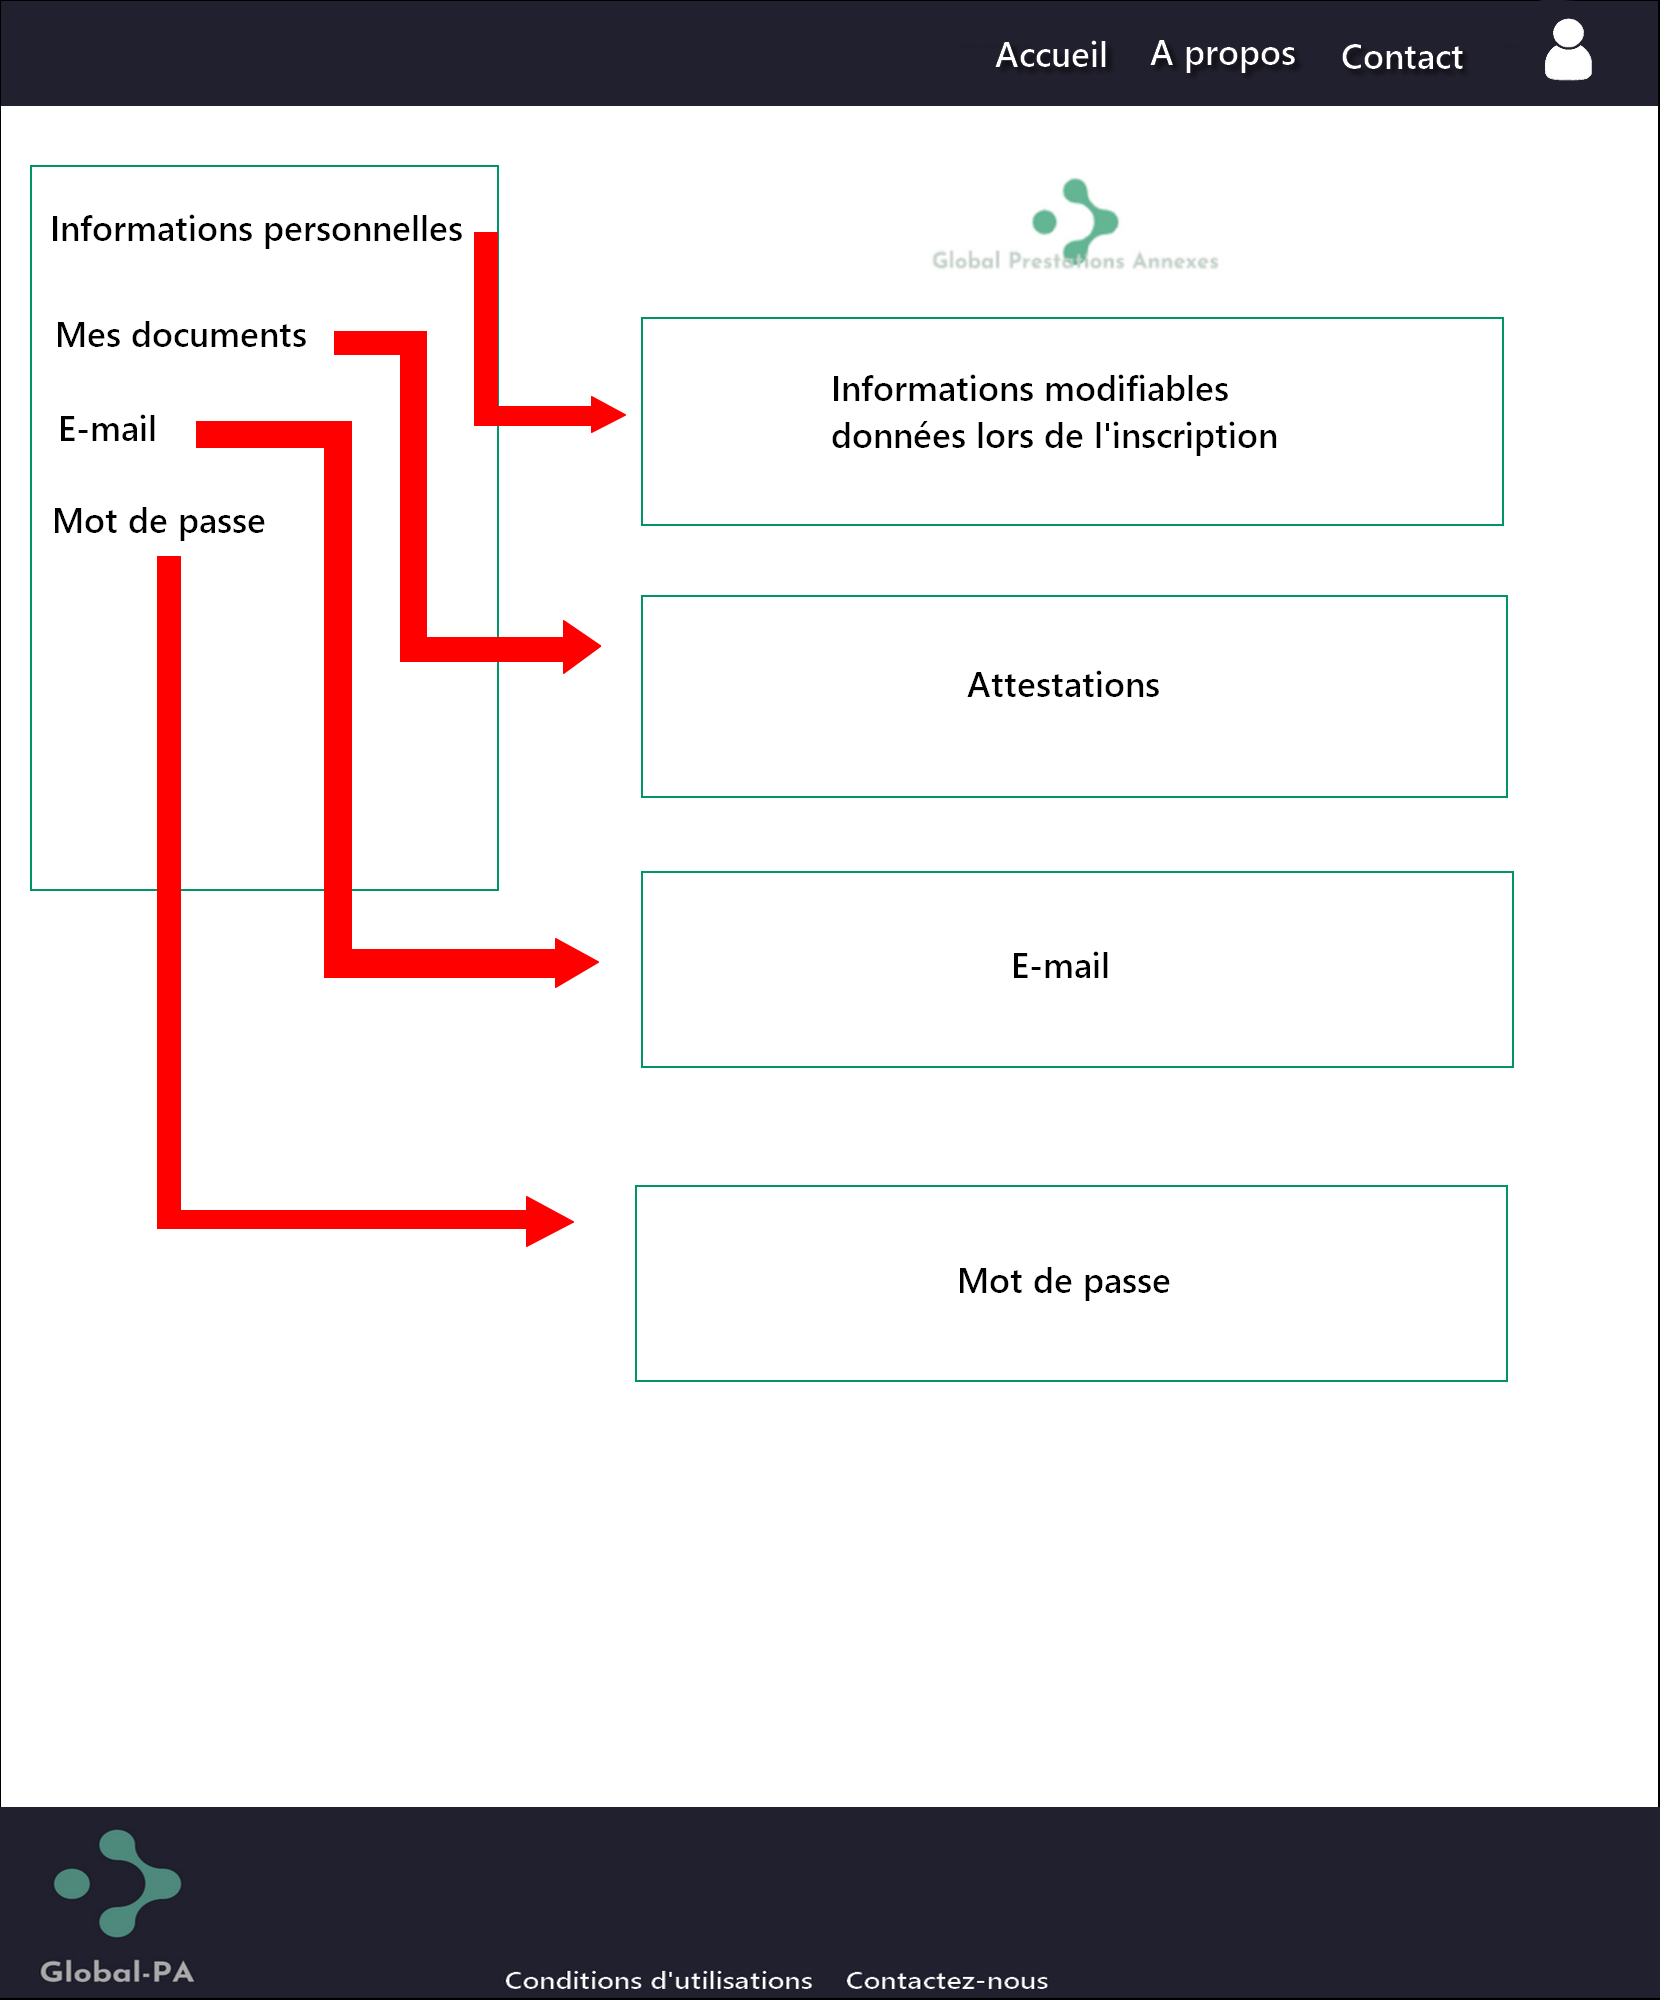 Accueil A propos Contact
Informations personnelles
Mes documents
E-mail
Mot de passe
Global Prestations Annexes
Informations modifiables
données lors de l'inscription
Attestations
E-mail
Mot de passe
Global-PA
Conditions d'utilisations Contactez-nous